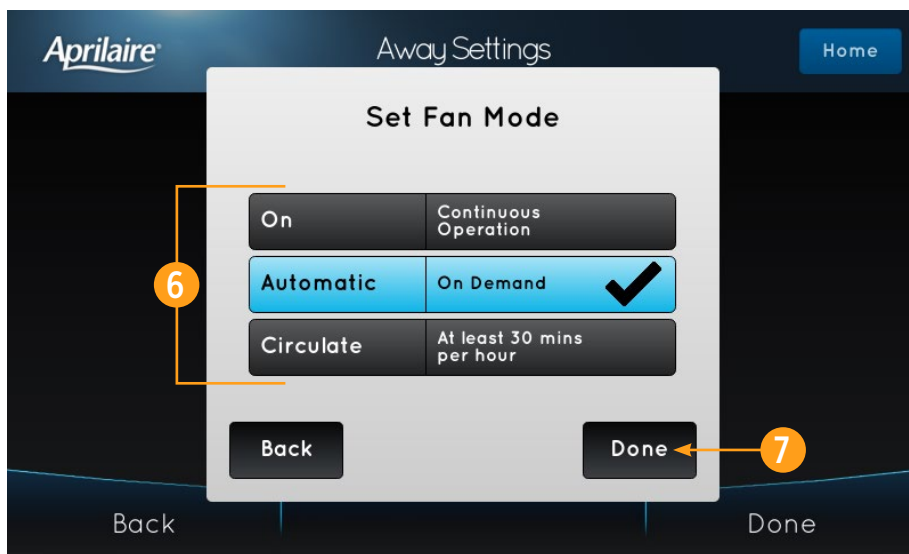 Aprilaire®
Away Settings
Home
Set Fan Mode
6
On
Continuous
Operation
Automatic
On Demand
Circulate
At least 30 mins
per hour
Back
Done
7
Back
Done